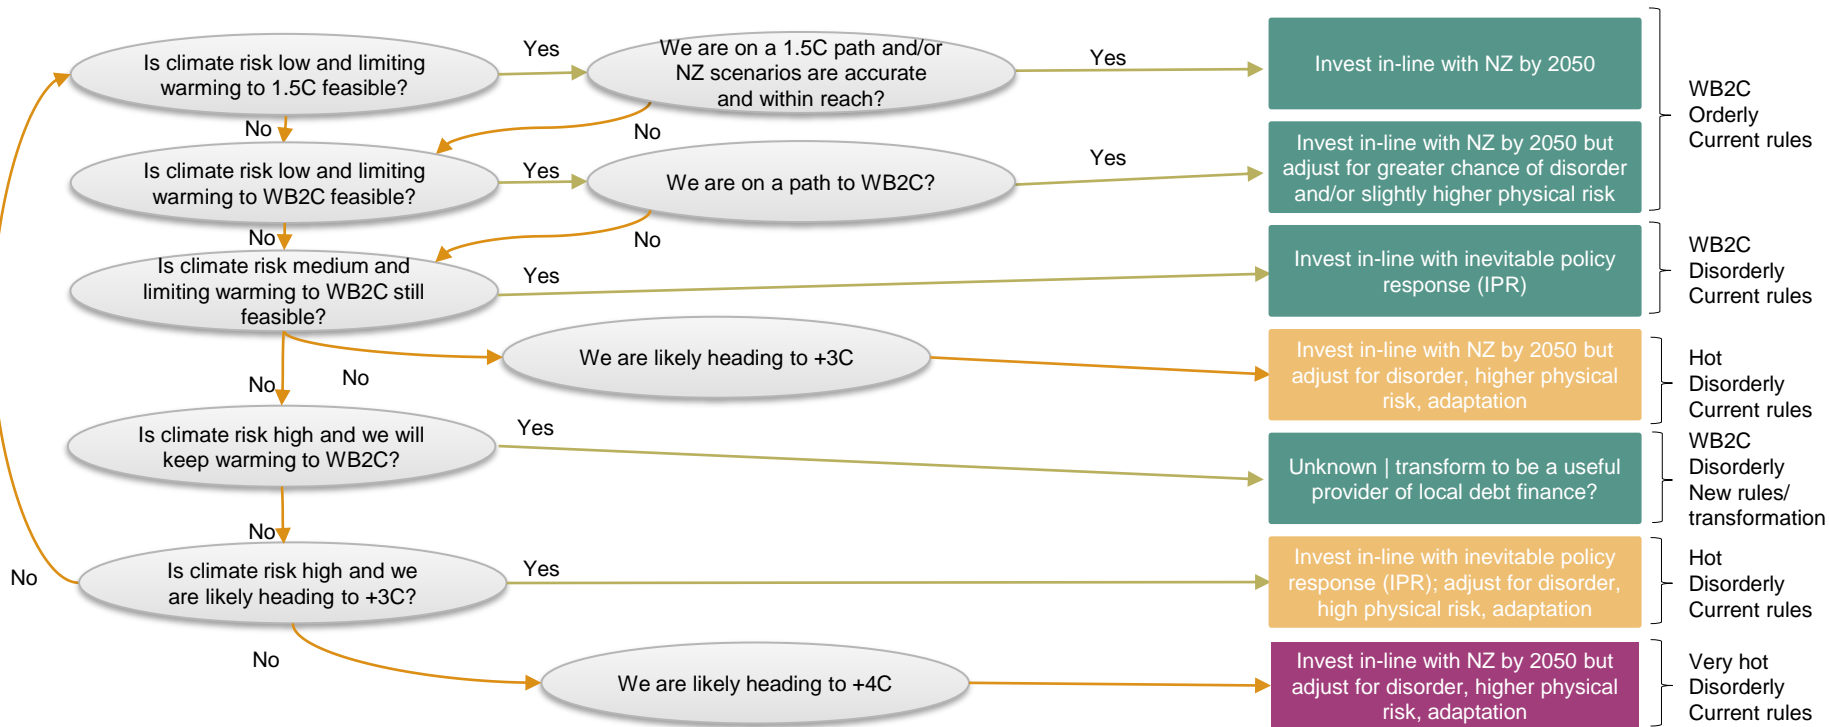 Is climate risk low and limiting
warming to 1.5C feasible?
Yes
We are on a 1.5C path and/or
NZ scenarios are accurate
and within reach?
Yes
Invest in-line with NZ by 2050
WB2C
Orderly
Current rules
No
No
Is climate risk low and limiting
warming to WB2C feasible?
Yes
We are on a path to WB2C?
Yes
Invest in-line with NZ by 2050 but
adjust for greater chance of disorder
and/or slightly higher physical risk
No
No
Is climate risk medium and
limiting warming to WB2C still
feasible?
Yes
Invest in-line with inevitable policy
response (IPR)
WB2C
Disorderly
Current rules
No
No
We are likely heading to +3C
Invest in-line with NZ by 2050 but
adjust for disorder, higher physical
risk, adaptation
Hot
Disorderly
Current rules
Is climate risk high and we will
keep warming to WB2C?
Yes
Unknown | transform to be a useful
provider of local debt finance?
WB2C
Disorderly
New rules/
transformation
No
No
Is climate risk high and we
are likely heading to +3C?
Yes
Invest in-line with inevitable policy
response (IPR); adjust for disorder,
high physical risk, adaptation
Hot
Disorderly
Current rules
No
We are likely heading to +4C
Invest in-line with NZ by 2050 but
adjust for disorder, higher physical
risk, adaptation
Very hot
Disorderly
Current rules